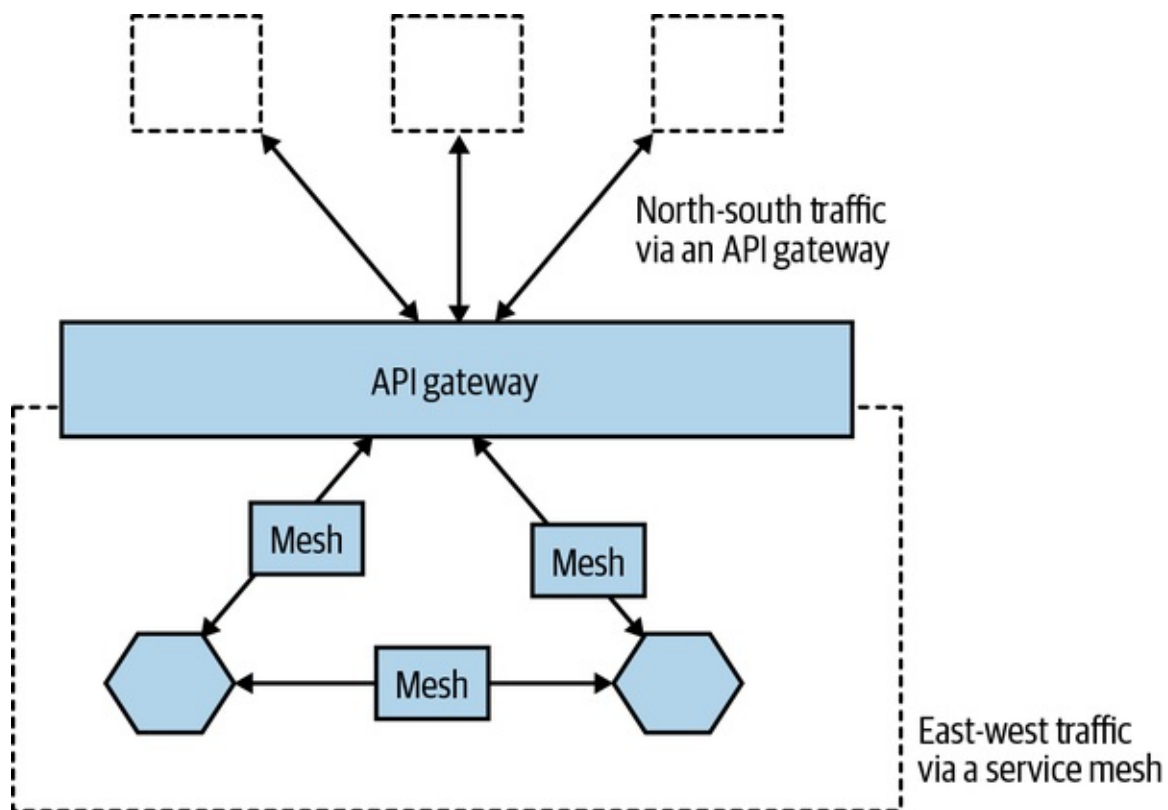 North-south traffic
via an API gateway
API gateway
Mesh
Mesh
Mesh
East-west traffic
via a service mesh